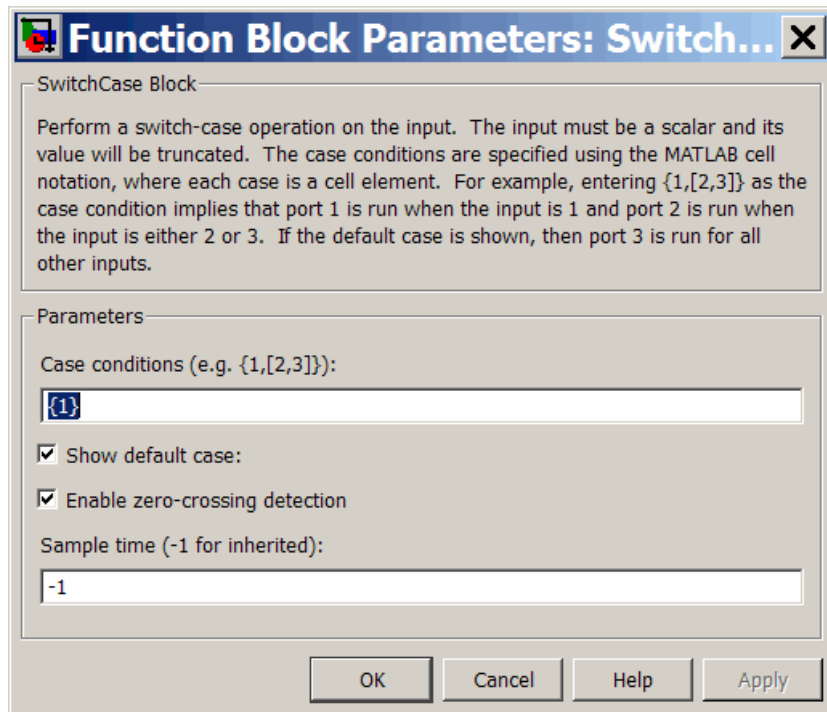 Function Block Parameters: Switch...
SwitchCase Block
Perform a switch-case operation on the input.  The input must be a scalar and its
value will be truncated.  The case conditions are specified using the MATLAB cell
notation, where each case is a cell element.  For example, entering {1,[2,3]} as the
case condition implies that port 1 is run when the input is 1 and port 2 is run when
the input is either 2 or 3.  If the default case is shown, then port 3 is run for all
other inputs.
Parameters
Case conditions (e.g. {1,[2,3]}):
{1}
Show default case:
Enable zero-crossing detection
Sample time (-1 for inherited):
-1
OK Cancel Help Apply